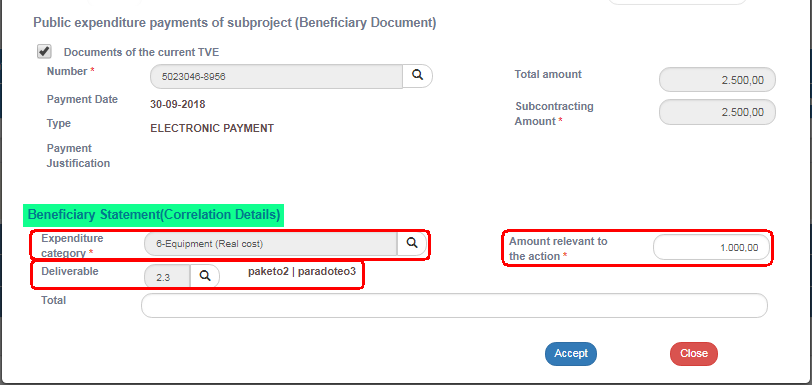 Public expenditure payments of subproject (Beneficiary Document)
Documents of the current TVE
Number *
5023046-8956
Total amount
2.500,00
Payment Date
30-09-2018
Subcontracting
Amount *
2.500,00
Type
ELECTRONIC PAYMENT
Payment
Justification
Beneficiary Statement(Correlation Details)
Expenditure
category *
6-Equipment (Real cost)
Amount relevant to
the action *
1.000,00
Deliverable
2.3
paketo2 | paradoteo3
Total
Accept
Close